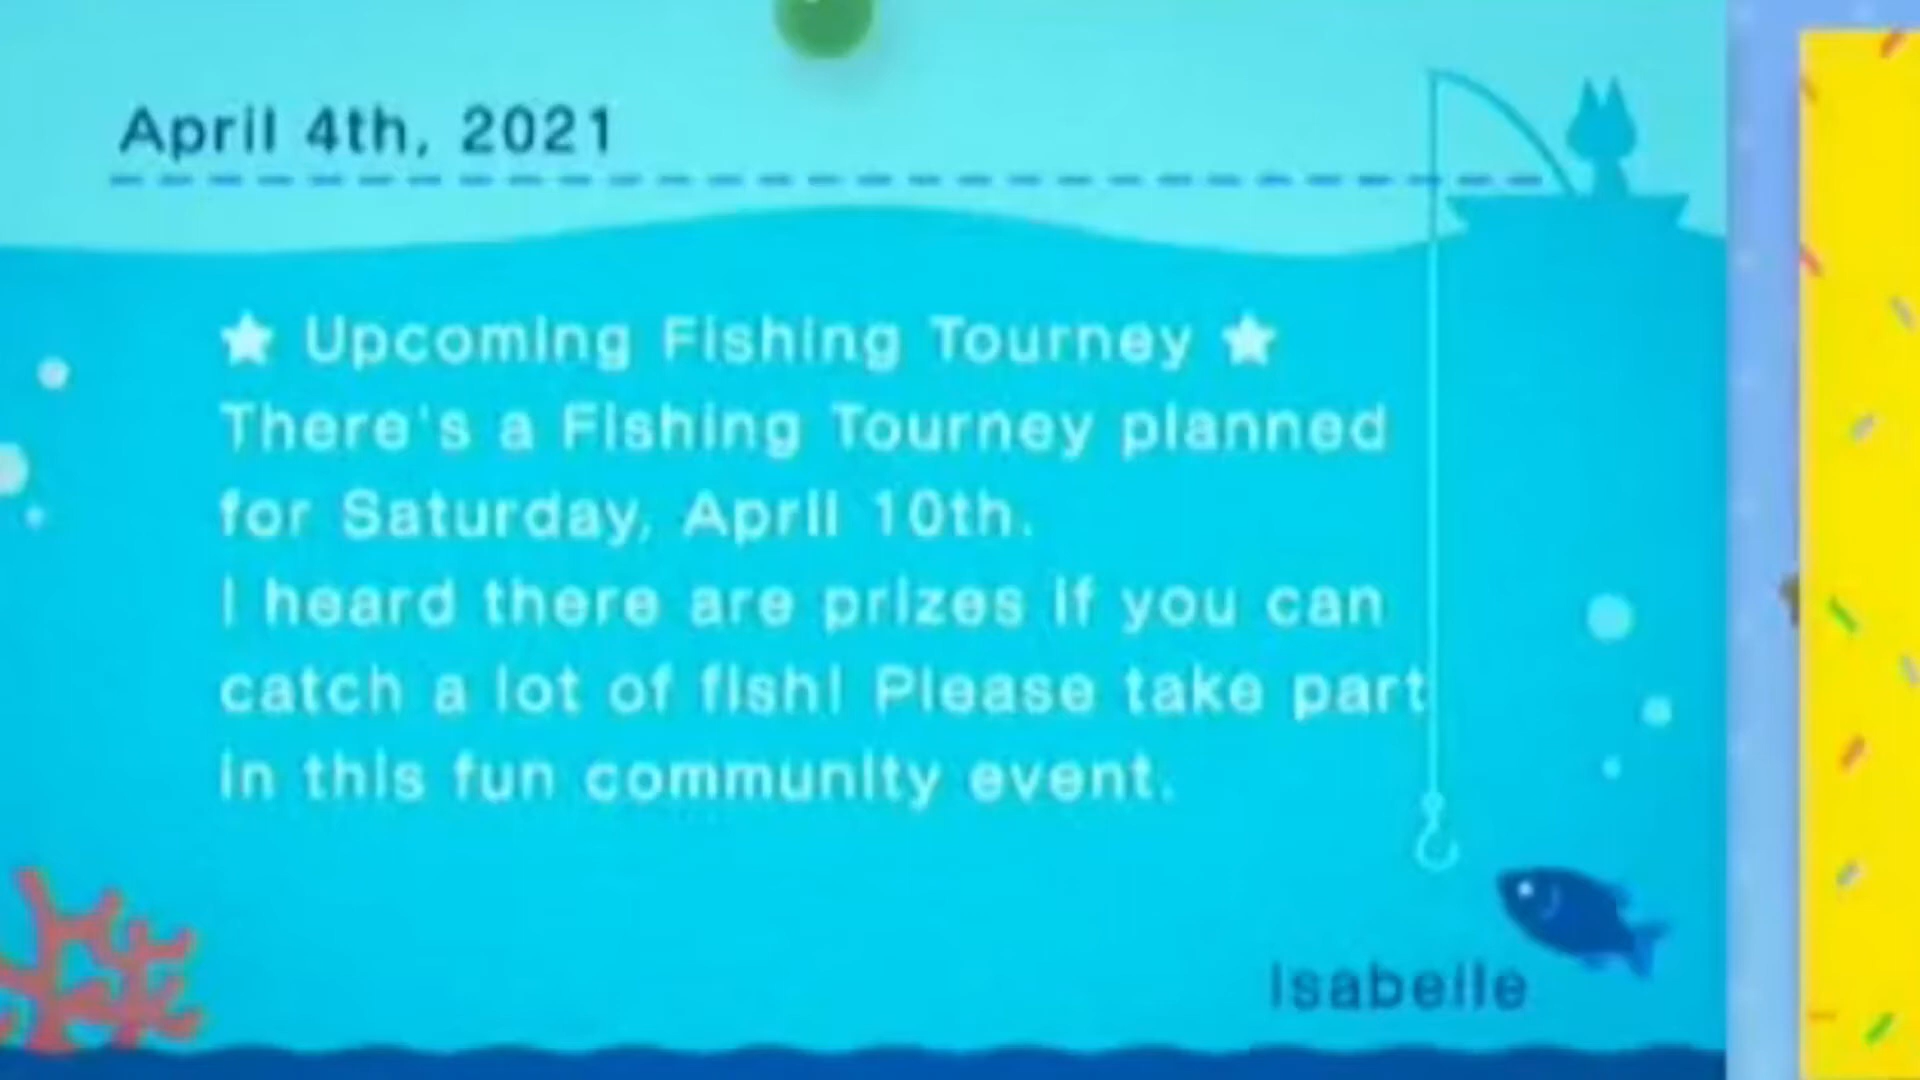 April 4th, 2021
★ Upcoming Fishing Tourney ★
There's a Fishing Tourney planned
for Saturday, April 10th.
I heard there are prizes if you can
catch a lot of fish! Please take part
in this fun community event.
Isabelle